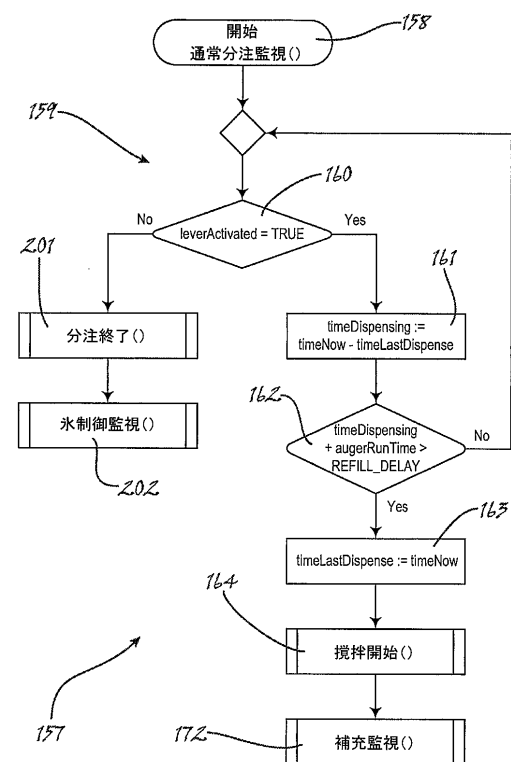 開始
通常分注監視()
158
159
160
leverActivated = TRUE
No
Yes
201
161
分注終了()
timeDispensing :=
timeNow - timeLastDispense
162
氷制御監視()
timeDispensing
+ augerRunTime >
REFILL_DELAY
No
202
Yes
163
timeLastDispense := timeNow
164
撹拌開始()
157
172
補充監視()